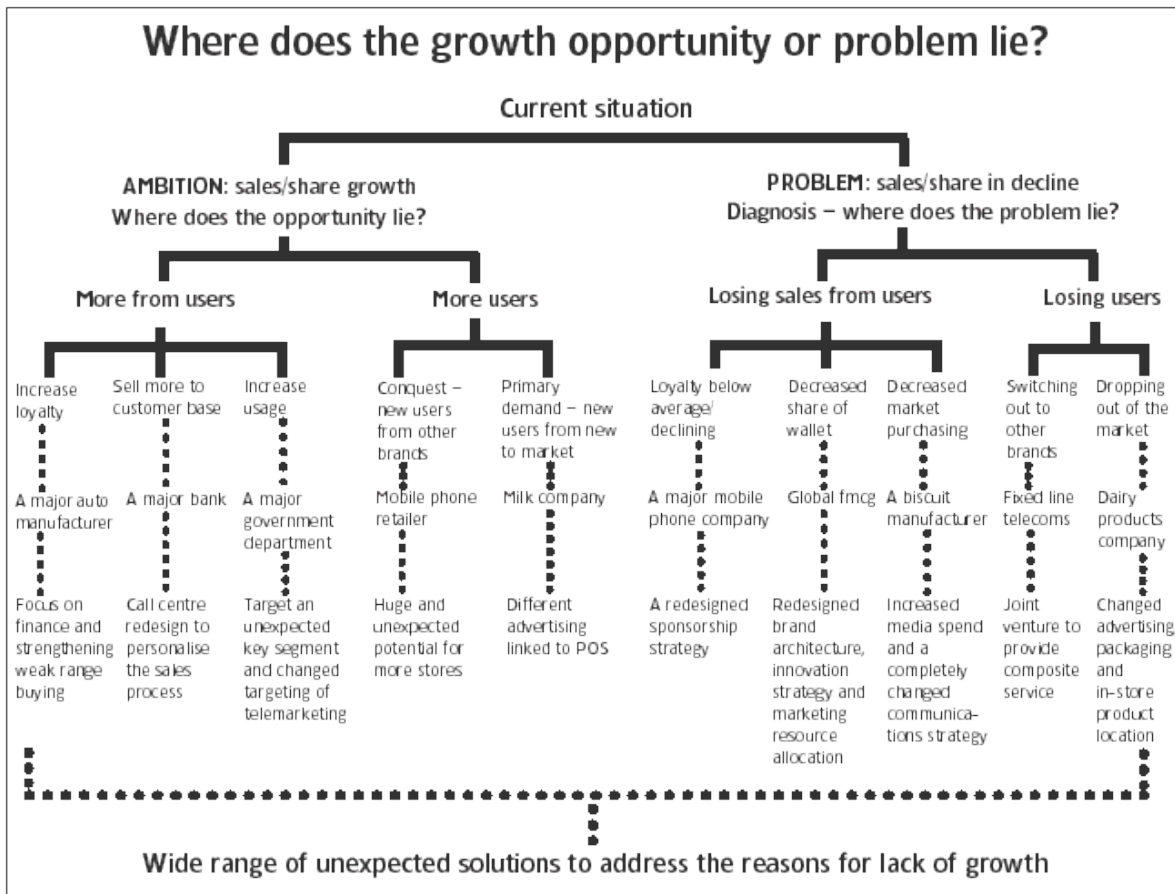 Where does the growth opportunity or problem lie?
Current situation
AMBITION: sales/share growth
Where does the opportunity lie?
PROBLEM: sales/share in decline
Diagnosis – where does the problem lie?
More from users
More users
Losing sales from users
Losing users
Increase
loyalty
Sell more to
customer base
Increase
usage
Conquest –
new users
from other
brands
Primary
demand – new
users from new
to market
Loyalty below
average/
declining
Decreased
share of
wallet
Decreased
market
purchasing
Switching
out to
other
brands
Dropping
out of the
market
A major auto
manufacturer
A major bank
A major
government
department
Mobile phone
retailer
Milk company
A major mobile
phone company
Global fmcg
A biscuit
manufacturer
Fixed line
telecoms
Dairy
products
company
Focus on
finance and
strengthening
weak range
buying
Call centre
redesign to
personalise
the sales
process
Target an
unexpected
key segment
and changed
targeting of
telemarketing
Huge and
unexpected
potential for
more stores
Different
advertising
linked to POS
A redesigned
sponsorship
strategy
Redesigned
brand
architecture,
innovation
strategy and
marketing
resource
allocation
Increased
media spend
and a
completely
changed
communica-
tions strategy
Joint
venture to
provide
composite
service
Changed
advertising,
packaging
and
in-store
product
location
Wide range of unexpected solutions to address the reasons for lack of growth